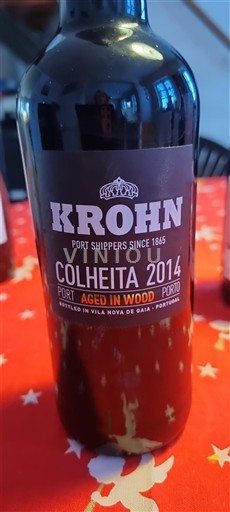 KROHN
PORT SHIPPERS SINCE 1865
VINIOU
COLHEITA 2014
PORT AGED IN WOOD PORTO
BOTTLED IN VILA NOVA DE GAIA · PORTUGAL